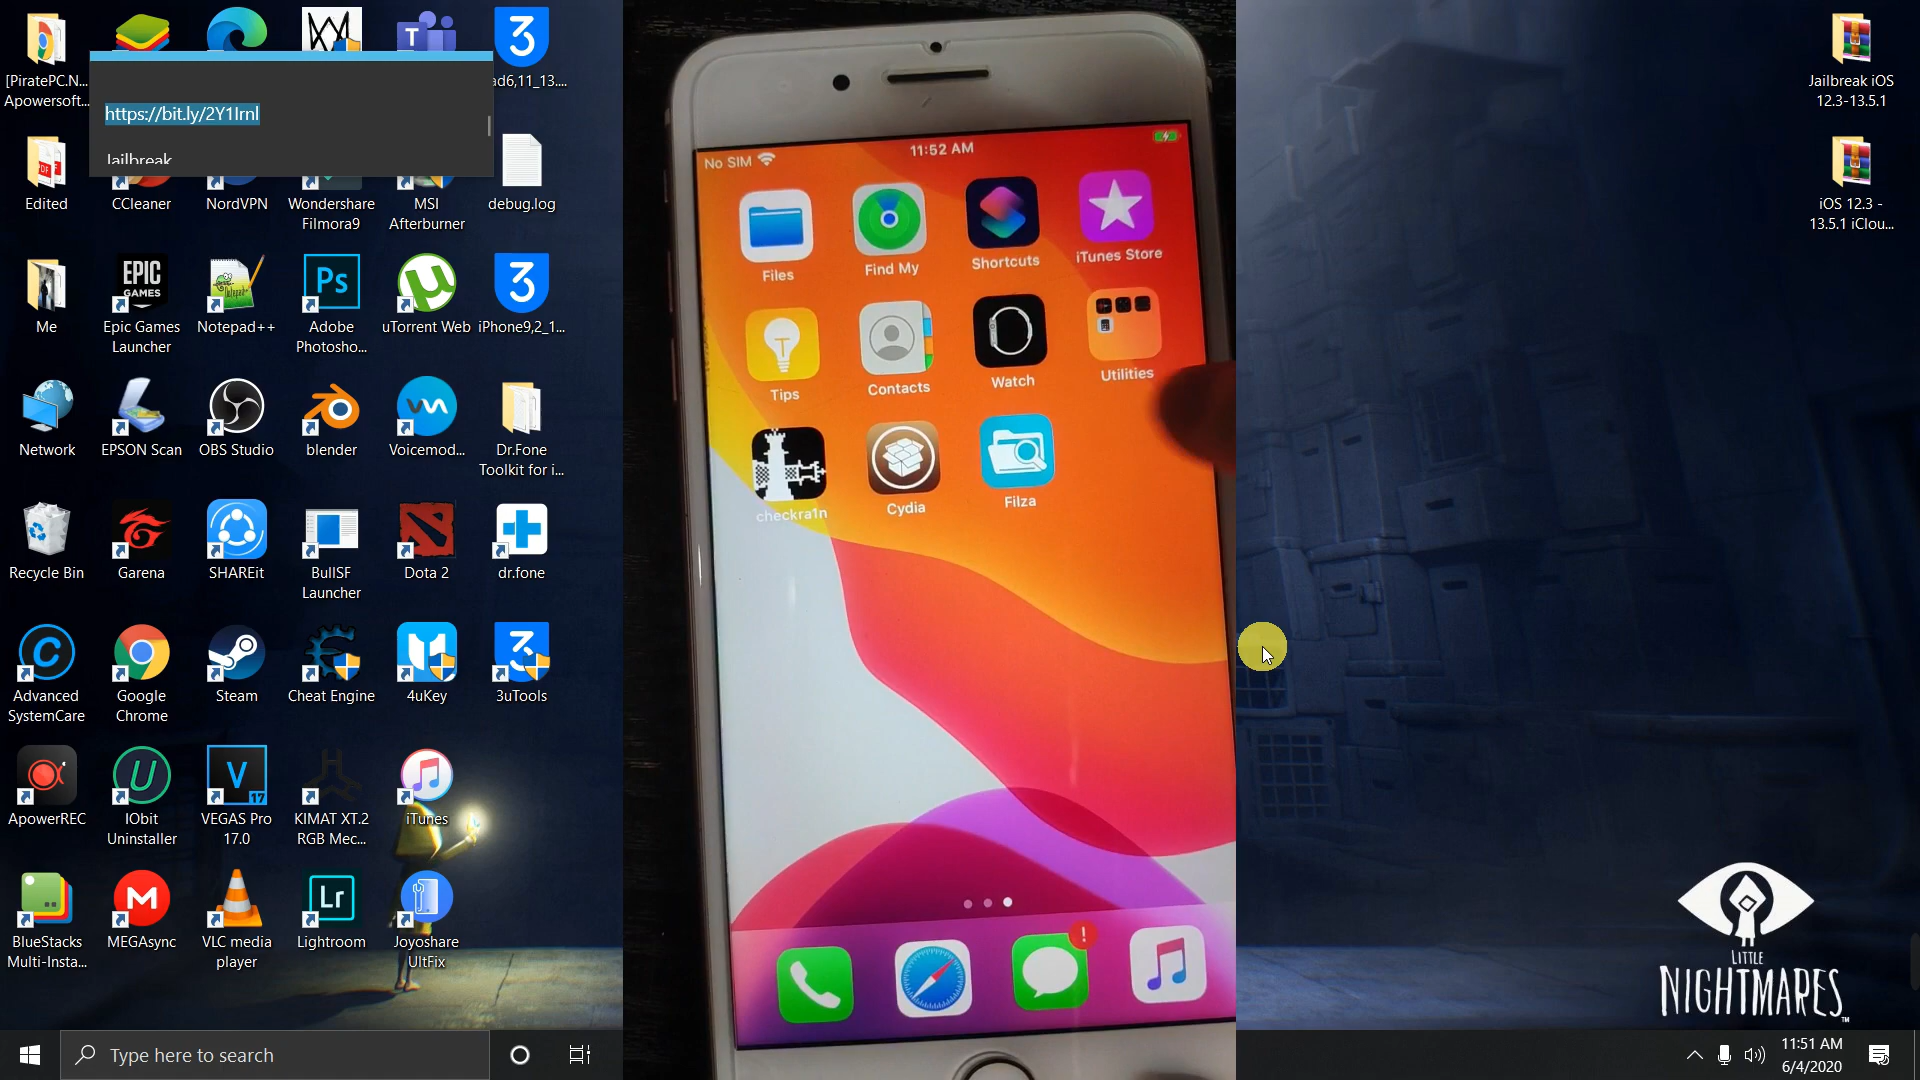 [PiratePC.N...
Apowersoft...
https://bit.ly/2Y1Irnl
Jailbreak
ad6,11_13....
Edited
CCleaner
NordVPN
Wondershare
Filmora9
MSI
Afterburner
debug.log
Me
Epic Games
Launcher
Notepad++
Adobe
Photosho...
uTorrent Web
iPhone9,2_1...
Network
EPSON Scan
OBS Studio
blender
Voicemod...
Dr.Fone
Toolkit for i...
Recycle Bin
Garena
SHAREit
BullSF
Launcher
Dota 2
dr.fone
Advanced
SystemCare
Google
Chrome
Steam
Cheat Engine
4uKey
3uTools
ApowerREC
IObit
Uninstaller
VEGAS Pro
17.0
KIMAT XT.2
RGB Mec...
iTunes
BlueStacks
Multi-Insta...
MEGAsync
VLC media
player
Lightroom
Joyoshare
UltFix
EPIC
GAMES
Ps
Lr
V
17
T
PDF
No SIM
11:52 AM
Files
Find My
Shortcuts
iTunes Store
Tips
Contacts
Watch
Utilities
checkra1n
Cydia
Filza
Jailbreak iOS
12.3-13.5.1
iOS 12.3 -
13.5.1 iClou...
LITTLE
NIGHTMARES
TM
Type here to search
11:51 AM
6/4/2020